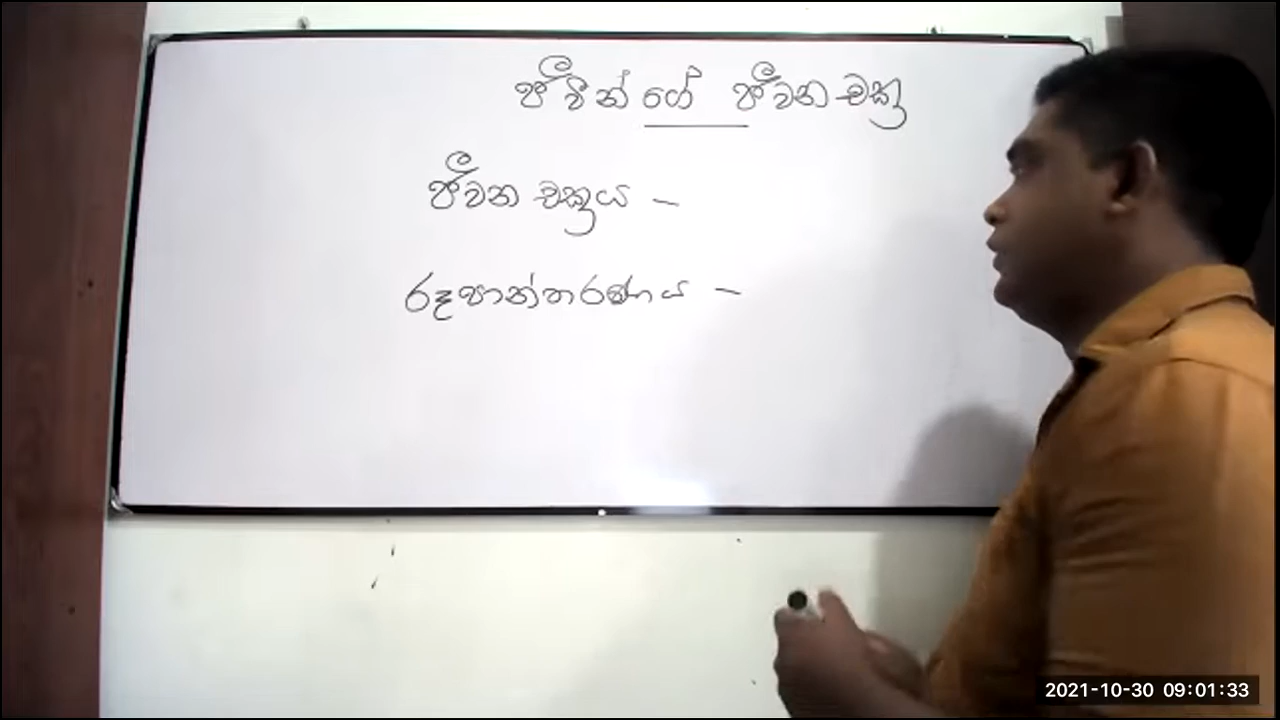 ජීවීන් ගේ ජීවන චක්‍ර
ජීවන චක්‍රය –
රූපාන්තරණය –
2021-10-30 09:01:33